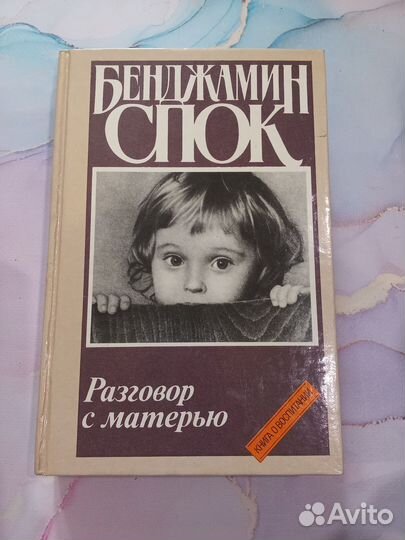 БЕНДЖАМИН
СПОК
Разговор
с матерью
КНИГА О ВОСПИТАНИИ
Avito